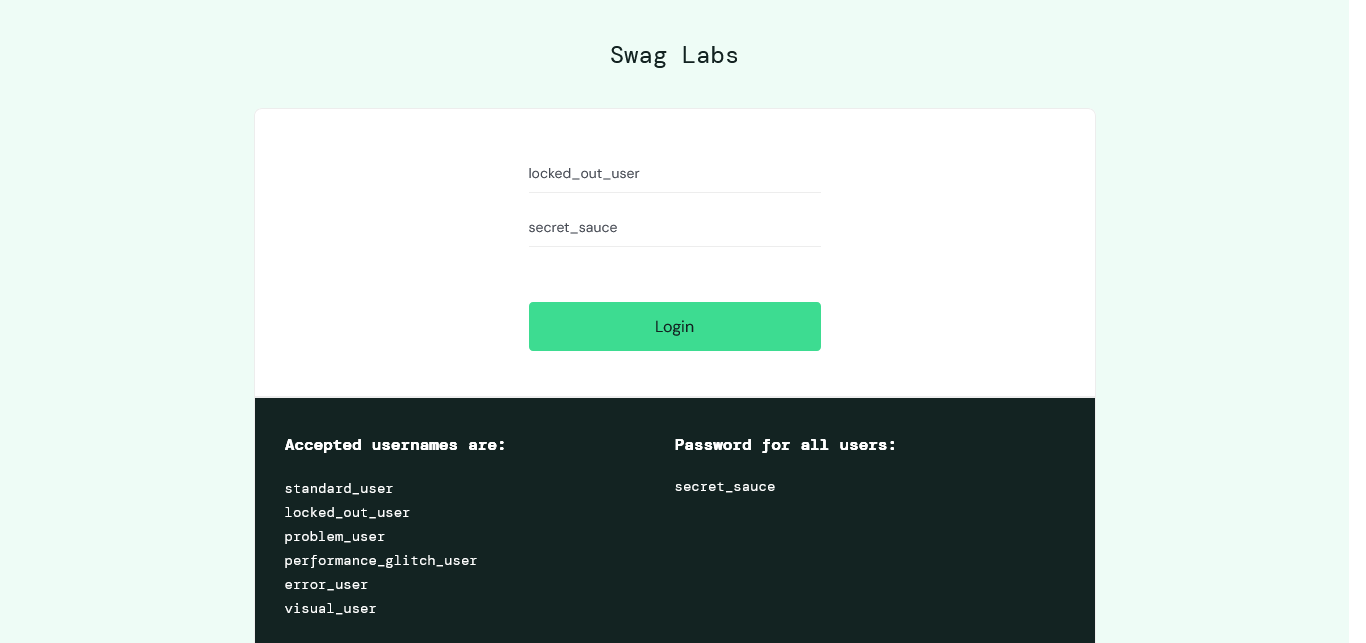 Swag Labs
locked_out_user
secret_sauce
Login
Accepted usernames are:
standard_user
locked_out_user
problem_user
performance_glitch_user
error_user
visual_user
Password for all users:
secret_sauce